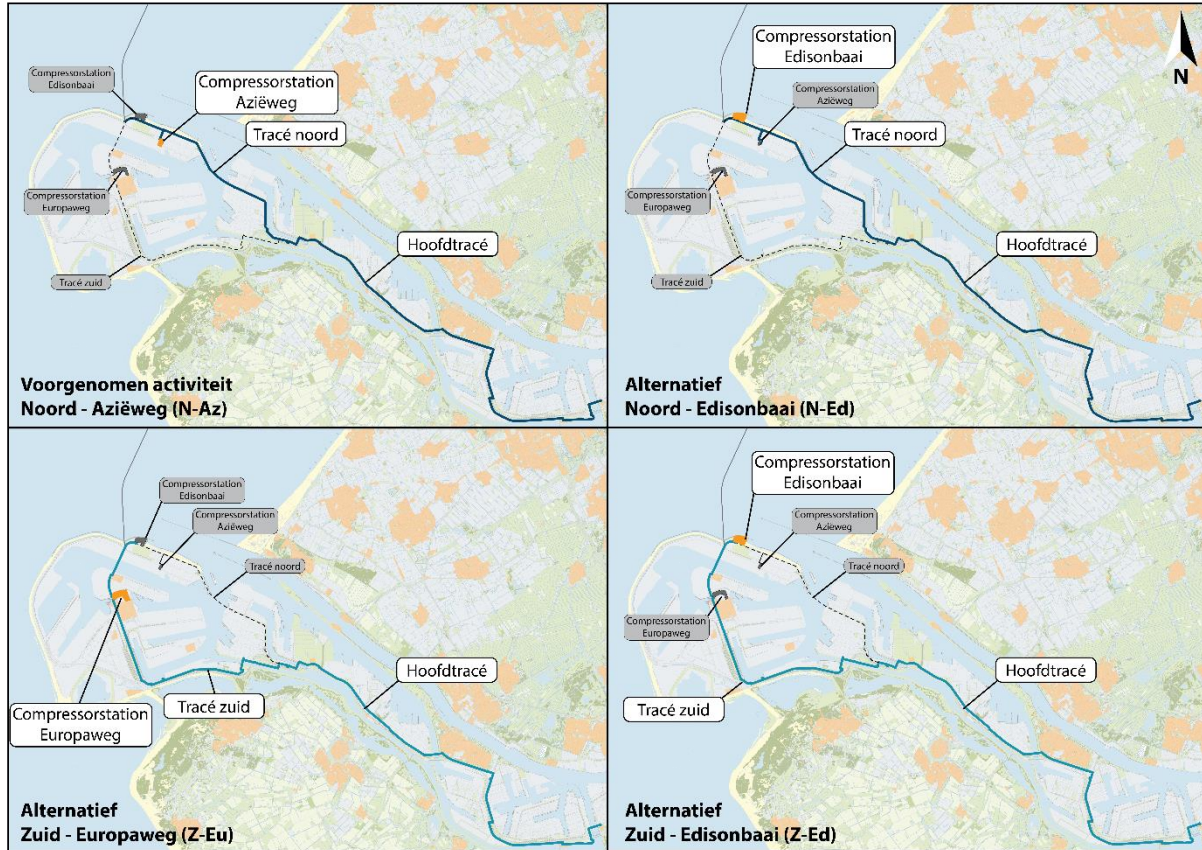 Compressorstation
Edisonbaai
Compressorstation
Aziëweg
Tracé noord
Compressorstation
Europaweg
Hoofdtracé
Tracé zuid
Voorgenomen activiteit
Noord - Aziëweg (N-Az)
Compressorstation
Edisonbaai
N
Compressorstation
Aziëweg
Tracé noord
Compressorstation
Europaweg
Hoofdtracé
Tracé zuid
Alternatief
Noord - Edisonbaai (N-Ed)
Compressorstation
Edisonbaai
Compressorstation
Aziëweg
Tracé noord
Hoofdtracé
Tracé zuid
Compressorstation
Europaweg
Alternatief
Zuid - Europaweg (Z-Eu)
Compressorstation
Edisonbaai
Compressorstation
Aziëweg
Tracé noord
Compressorstation
Europaweg
Hoofdtracé
Tracé zuid
Alternatief
Zuid - Edisonbaai (Z-Ed)